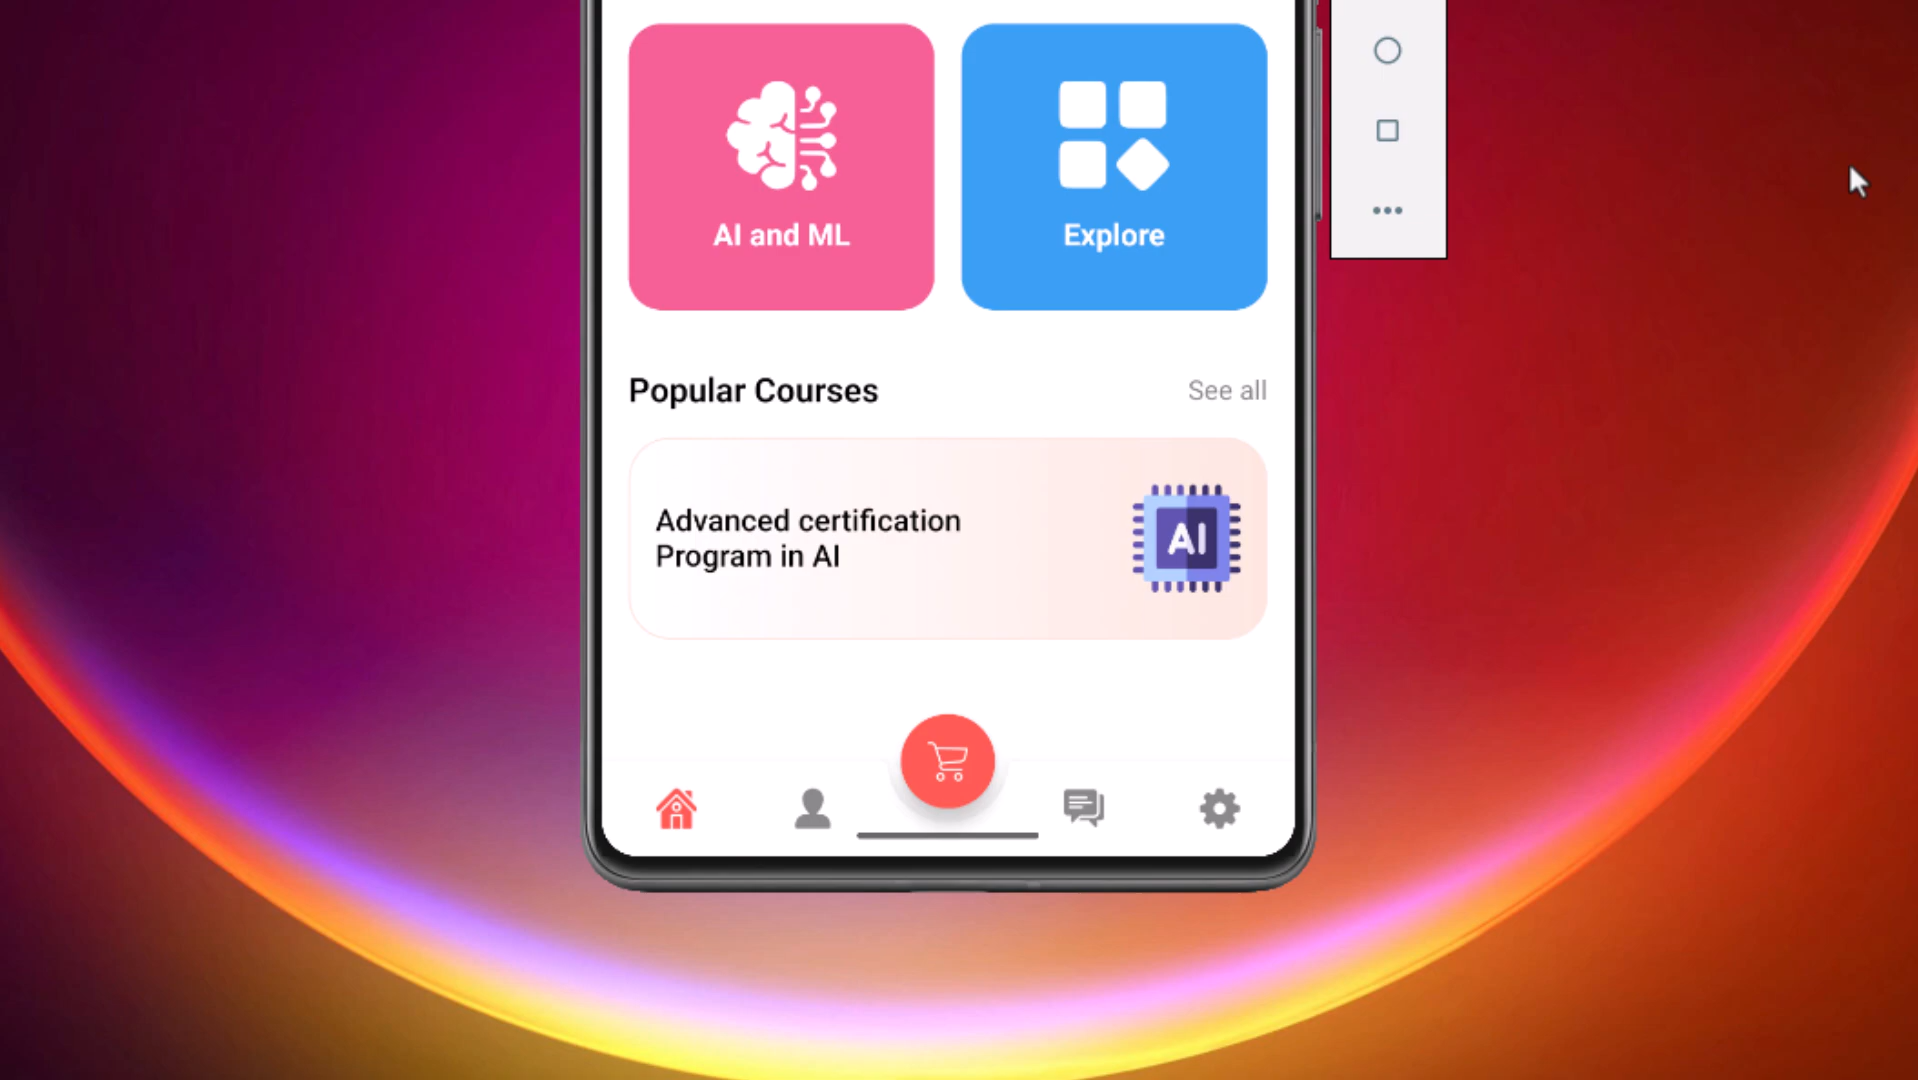 AI and ML
Explore
Popular Courses
See all
Advanced certification
Program in AI
AI